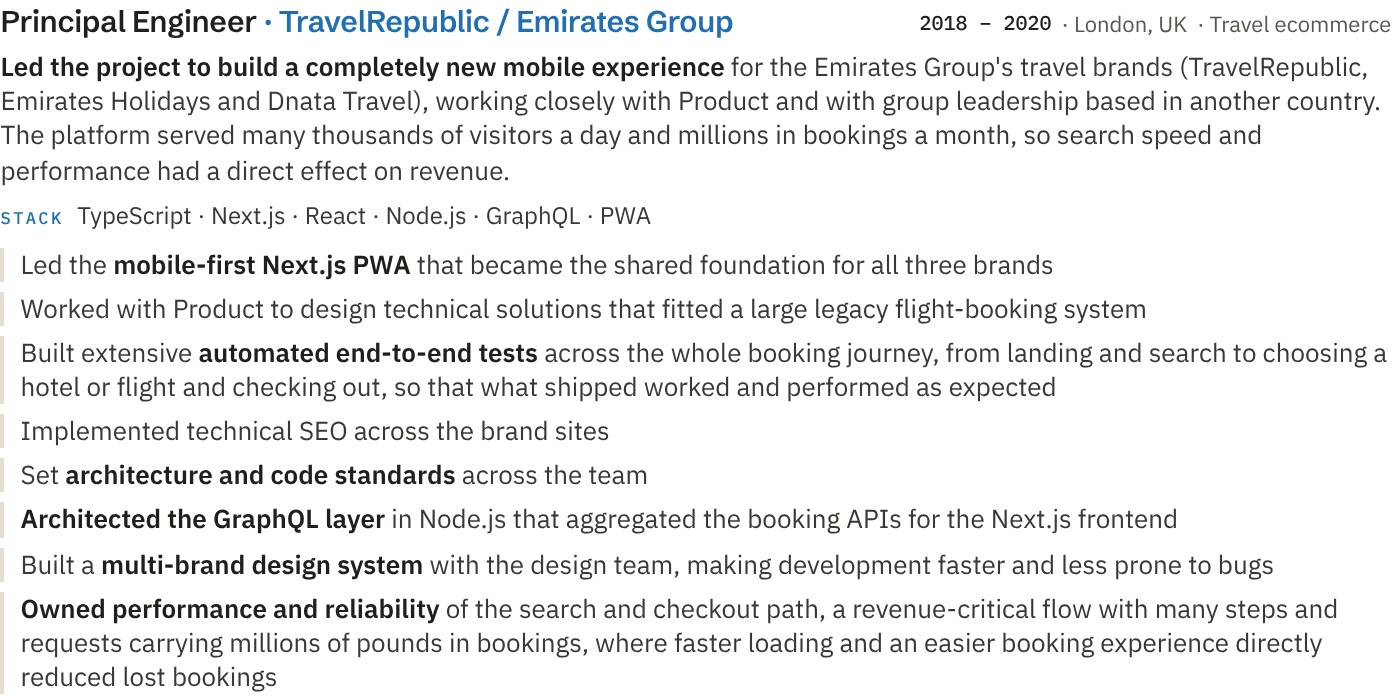 Principal Engineer · TravelRepublic / Emirates Group 2018 – 2020 · London, UK · Travel ecommerce
Led the project to build a completely new mobile experience for the Emirates Group's travel brands (TravelRepublic,
Emirates Holidays and Dnata Travel), working closely with Product and with group leadership based in another country.
The platform served many thousands of visitors a day and millions in bookings a month, so search speed and
performance had a direct effect on revenue.
STACK TypeScript · Next.js · React · Node.js · GraphQL · PWA
Led the mobile-first Next.js PWA that became the shared foundation for all three brands
Worked with Product to design technical solutions that fitted a large legacy flight-booking system
Built extensive automated end-to-end tests across the whole booking journey, from landing and search to choosing a
hotel or flight and checking out, so that what shipped worked and performed as expected
Implemented technical SEO across the brand sites
Set architecture and code standards across the team
Architected the GraphQL layer in Node.js that aggregated the booking APIs for the Next.js frontend
Built a multi-brand design system with the design team, making development faster and less prone to bugs
Owned performance and reliability of the search and checkout path, a revenue-critical flow with many steps and
requests carrying millions of pounds in bookings, where faster loading and an easier booking experience directly
reduced lost bookings